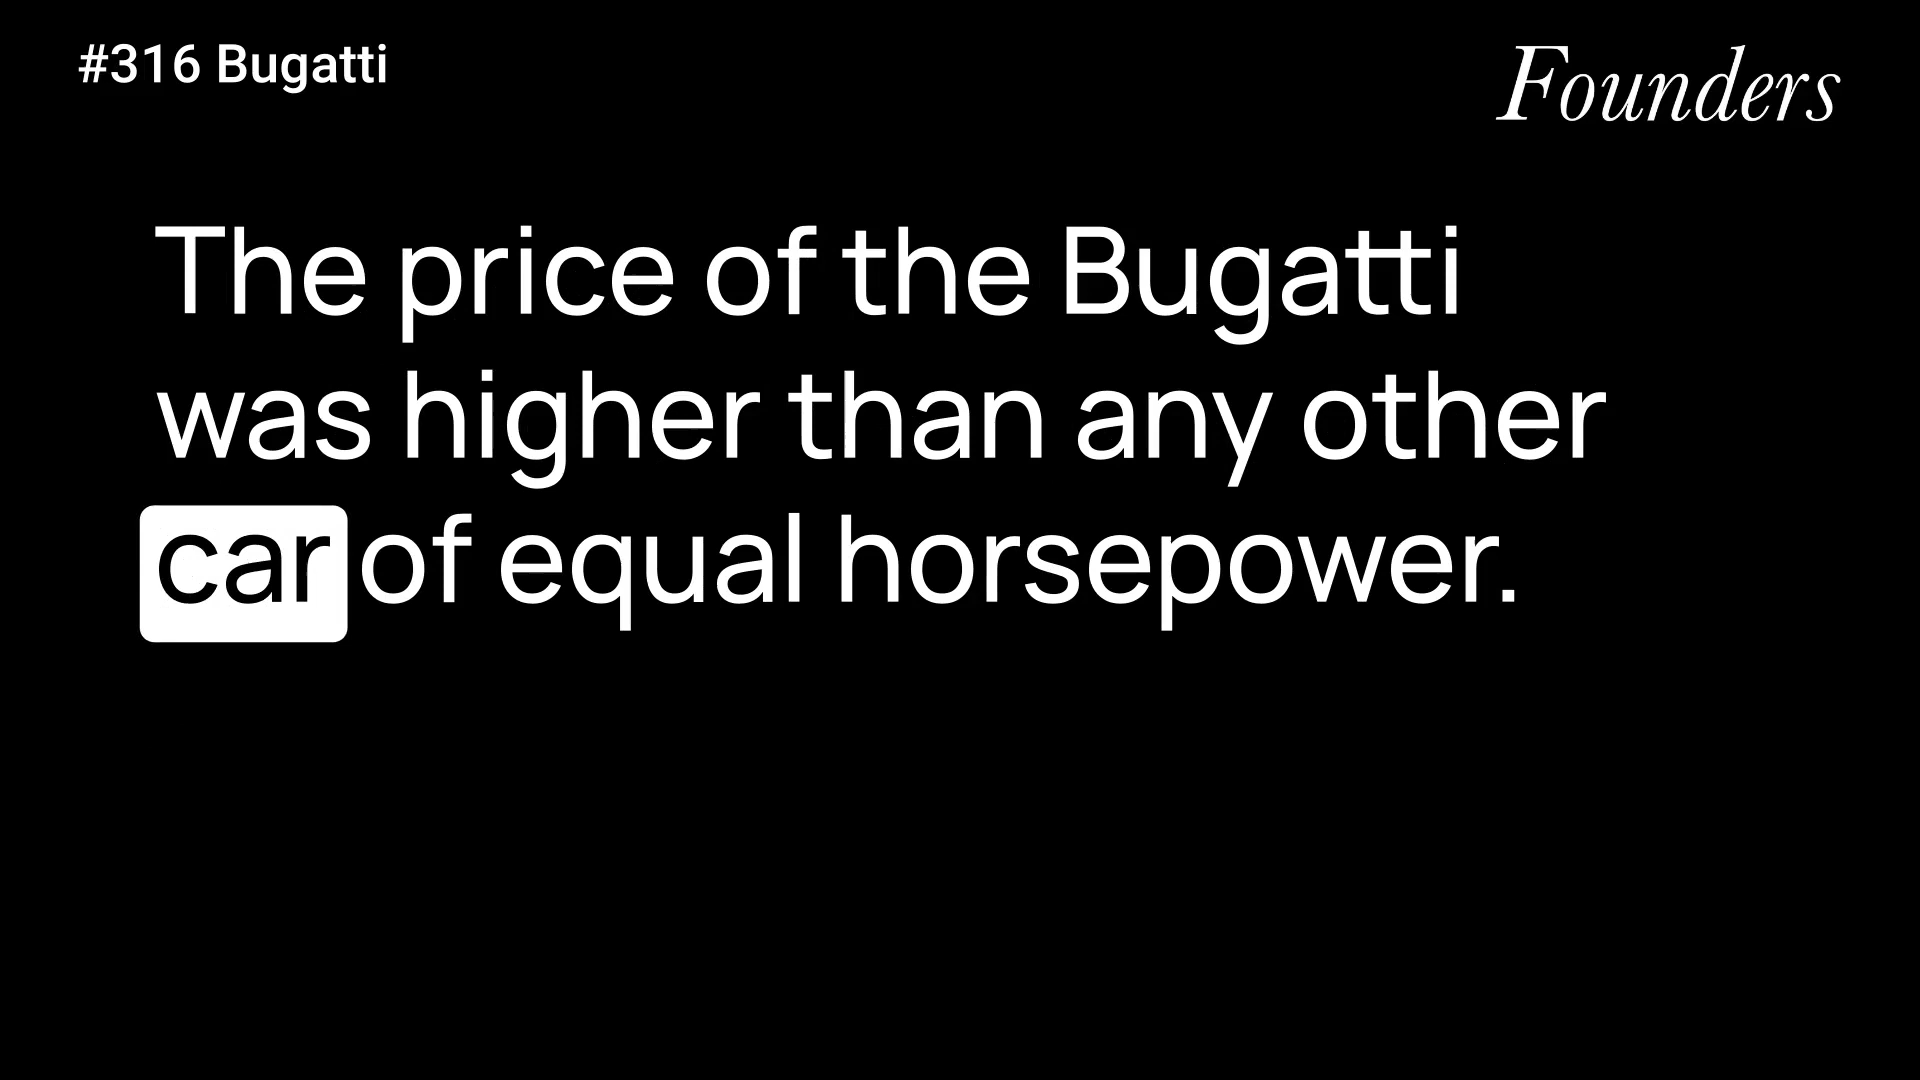 #316 Bugatti
Founders
The price of the Bugatti
was higher than any other
car of equal horsepower.